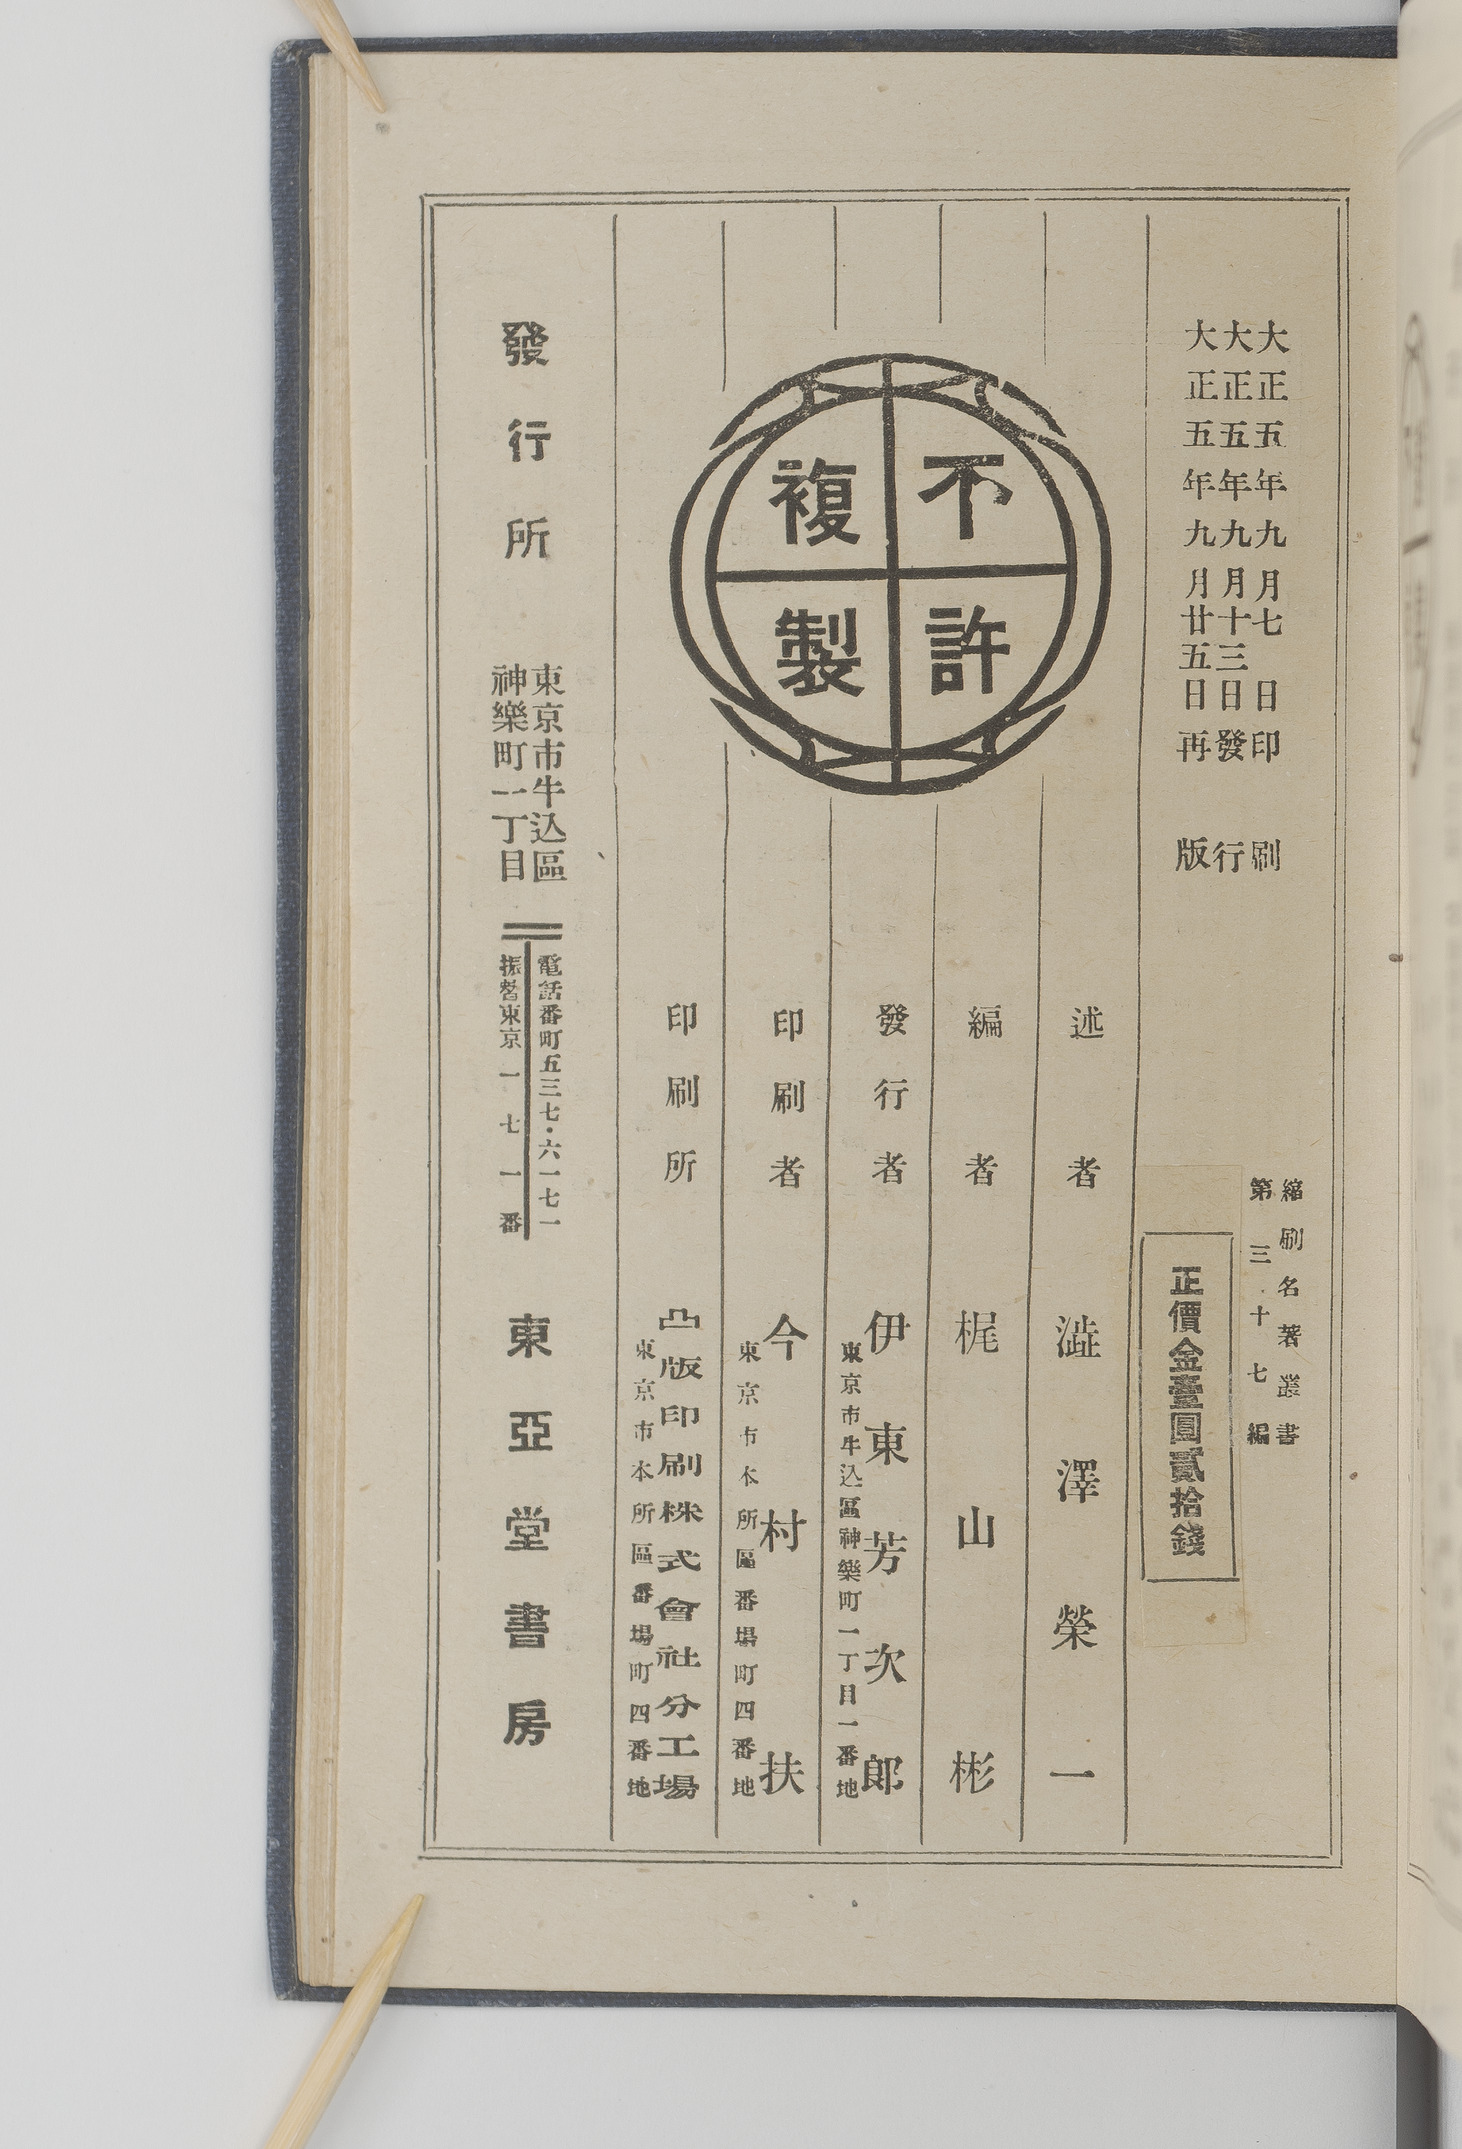 大正五年九月七日印刷
大正五年九月十三日發行
大正五年九月廿五日再版
縮刷名著叢書
第三十七編
正價金壹圓貳拾錢
不許
複製
述者 澁澤榮一
編者 梶山彬
發行者 伊東芳次郎
東京市牛込區神樂町一丁目一番地
印刷者 今村扶
東京市本所區番場町四番地
印刷所 凸版印刷株式會社分工場
東京市本所區番場町四番地
發行所
東京市牛込區
神樂町一丁目
電話番町五三七・六一七一
振替東京一七一番
東亞堂書房